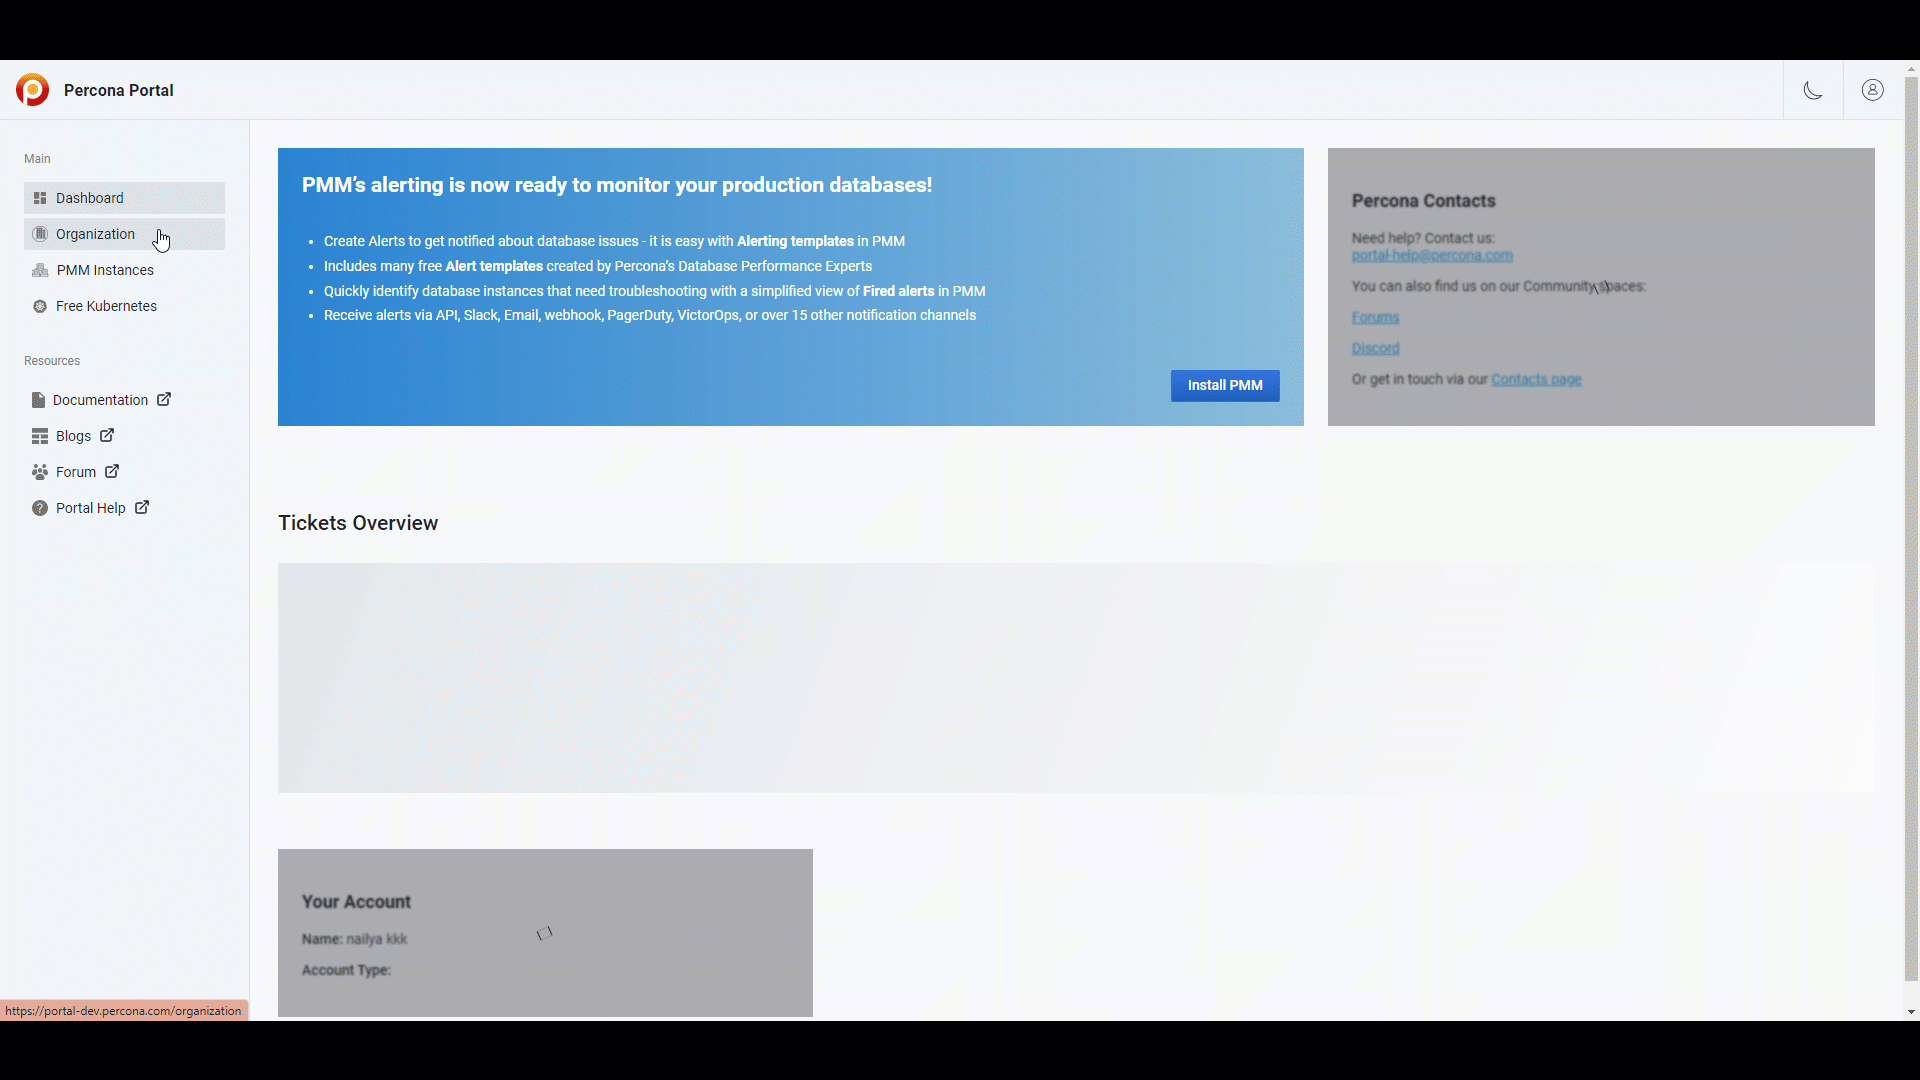 Percona Portal
Main
Dashboard
Organization
PMM Instances
Free Kubernetes
Resources
Documentation
Blogs
Forum
Portal Help
PMM’s alerting is now ready to monitor your production databases!
Create Alerts to get notified about database issues - it is easy with Alerting templates in PMM
Includes many free Alert templates created by Percona’s Database Performance Experts
Quickly identify database instances that need troubleshooting with a simplified view of Fired alerts in PMM
Receive alerts via API, Slack, Email, webhook, PagerDuty, VictorOps, or over 15 other notification channels
Install PMM
Percona Contacts
Need help? Contact us:
portal-help@percona.com
You can also find us on our Community spaces:
Forums
Discord
Or get in touch via our Contacts page
Tickets Overview
Your Account
Name: nailya kkk
Account Type:
https://portal-dev.percona.com/organization